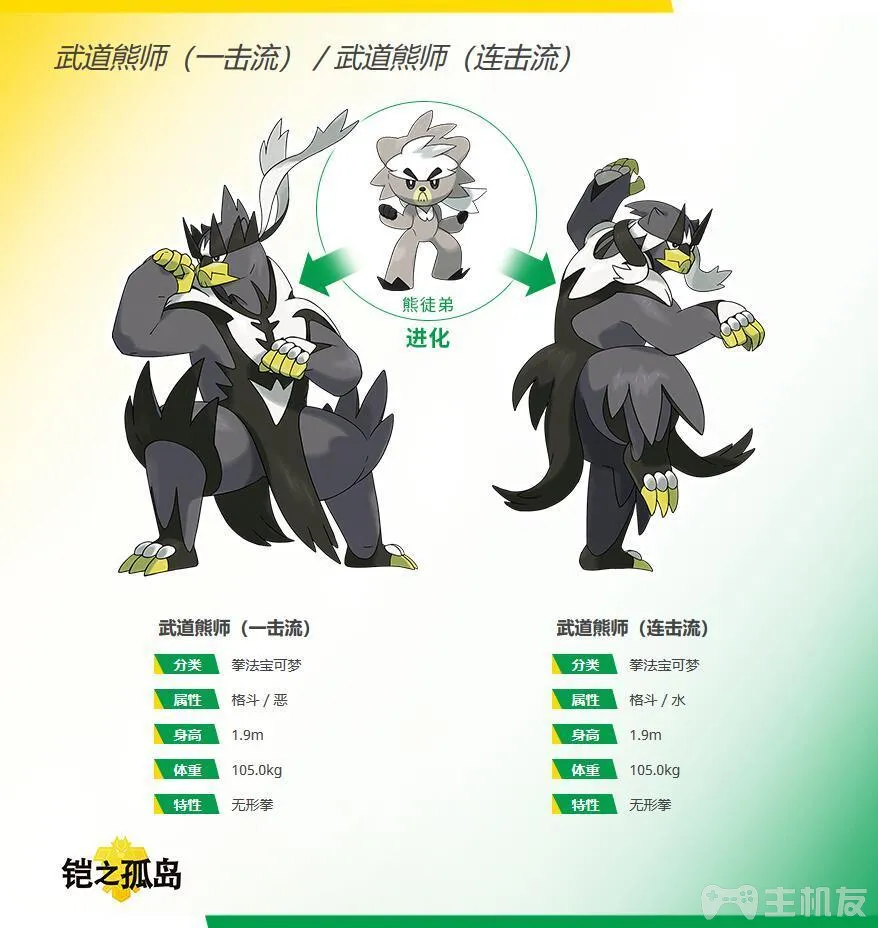 武道熊师（一击流） / 武道熊师（连击流）
熊徒弟
进化
武道熊师（一击流）
分类 拳法宝可梦
属性 格斗 / 恶
身高 1.9m
体重 105.0kg
特性 无形拳
武道熊师（连击流）
分类 拳法宝可梦
属性 格斗 / 水
身高 1.9m
体重 105.0kg
特性 无形拳
铠之孤岛
主机友